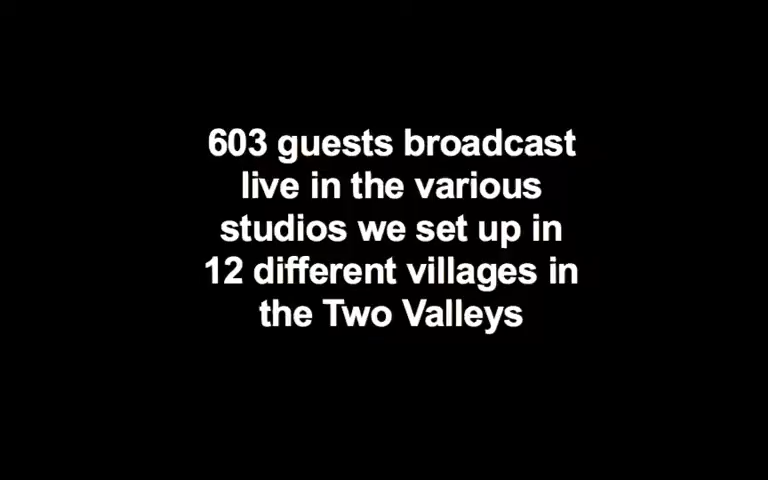 603 guests broadcast
live in the various
studios we set up in
12 different villages in
the Two Valleys